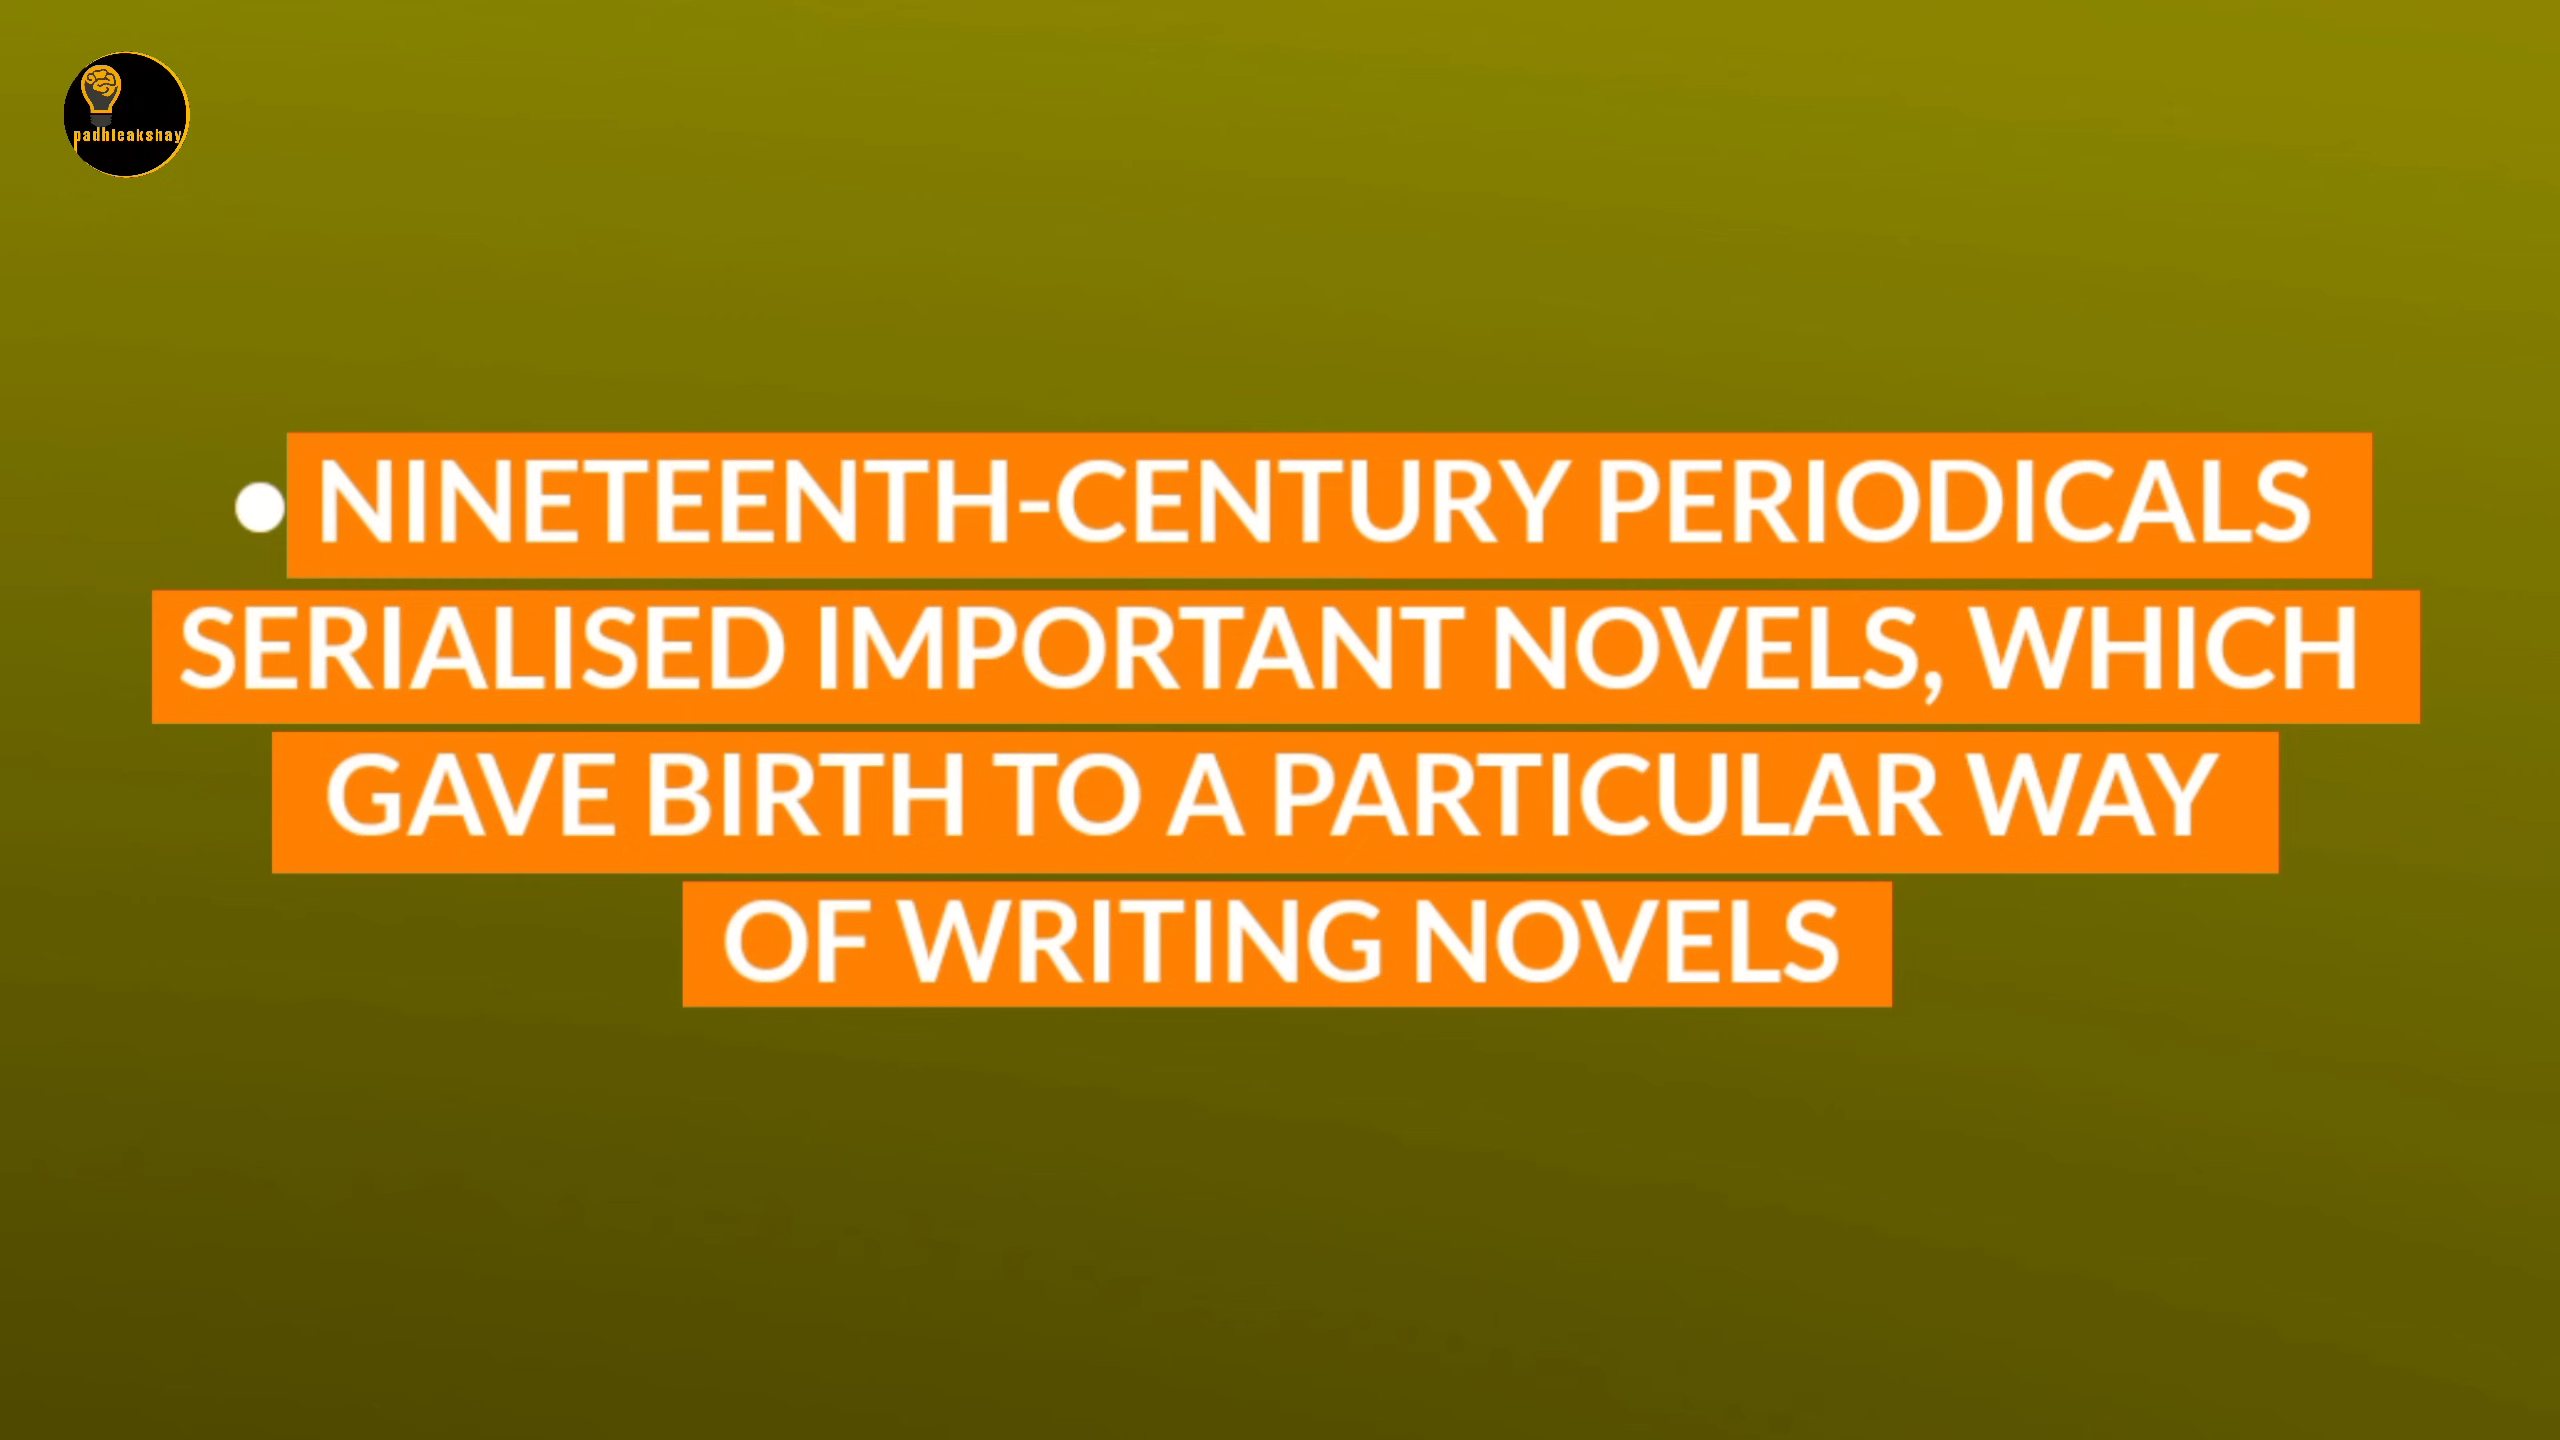 padhleakshay
• NINETEENTH-CENTURY PERIODICALS
SERIALISED IMPORTANT NOVELS, WHICH
GAVE BIRTH TO A PARTICULAR WAY
OF WRITING NOVELS